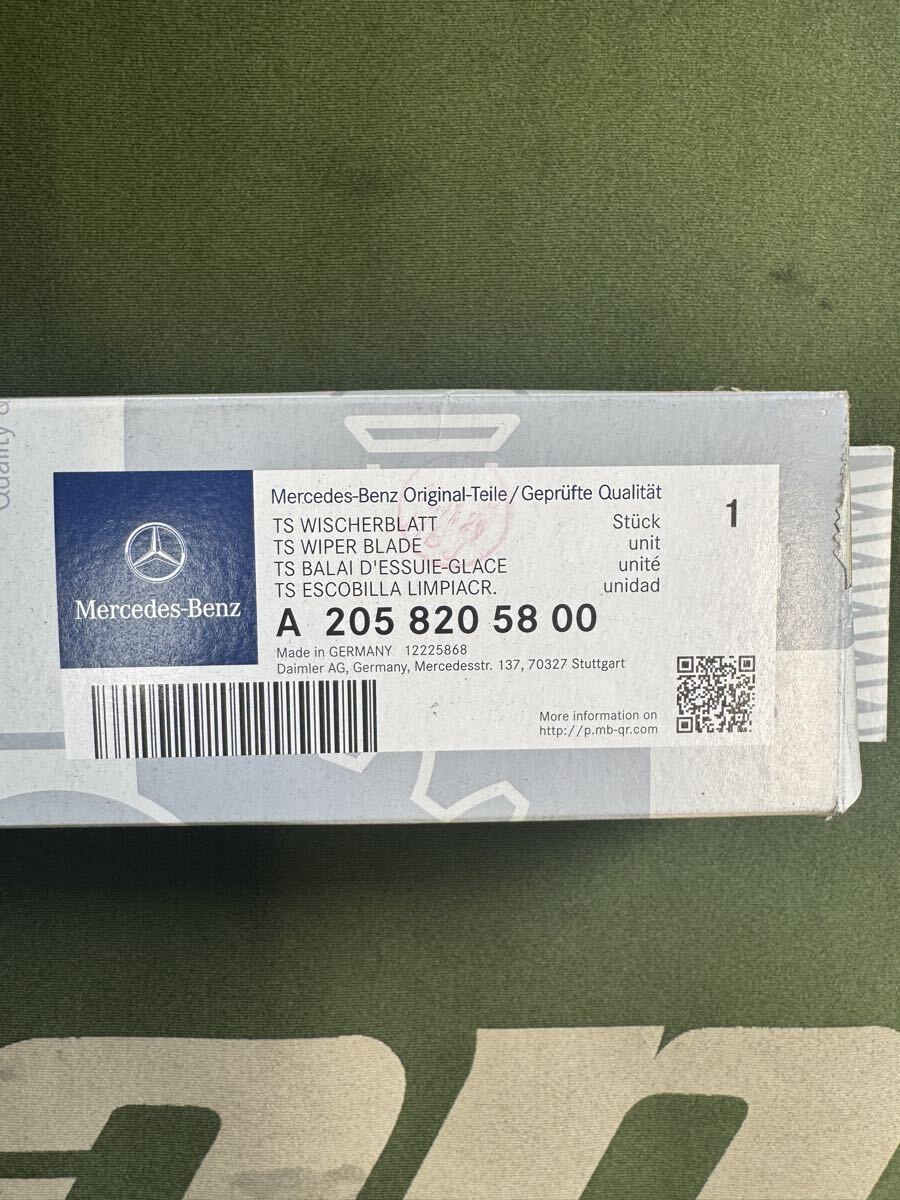 Quality &
Mercedes-Benz
Mercedes-Benz Original-Teile/Geprüfte Qualität
TS WISCHERBLATT Stück 1
TS WIPER BLADE unit
TS BALAI D'ESSUIE-GLACE unité
TS ESCOBILLA LIMPIACR. unidad
A 205 820 58 00
Made in GERMANY 12225868
Daimler AG, Germany, Mercedesstr. 137, 70327 Stuttgart
More information on
http://p.mb-qr.com